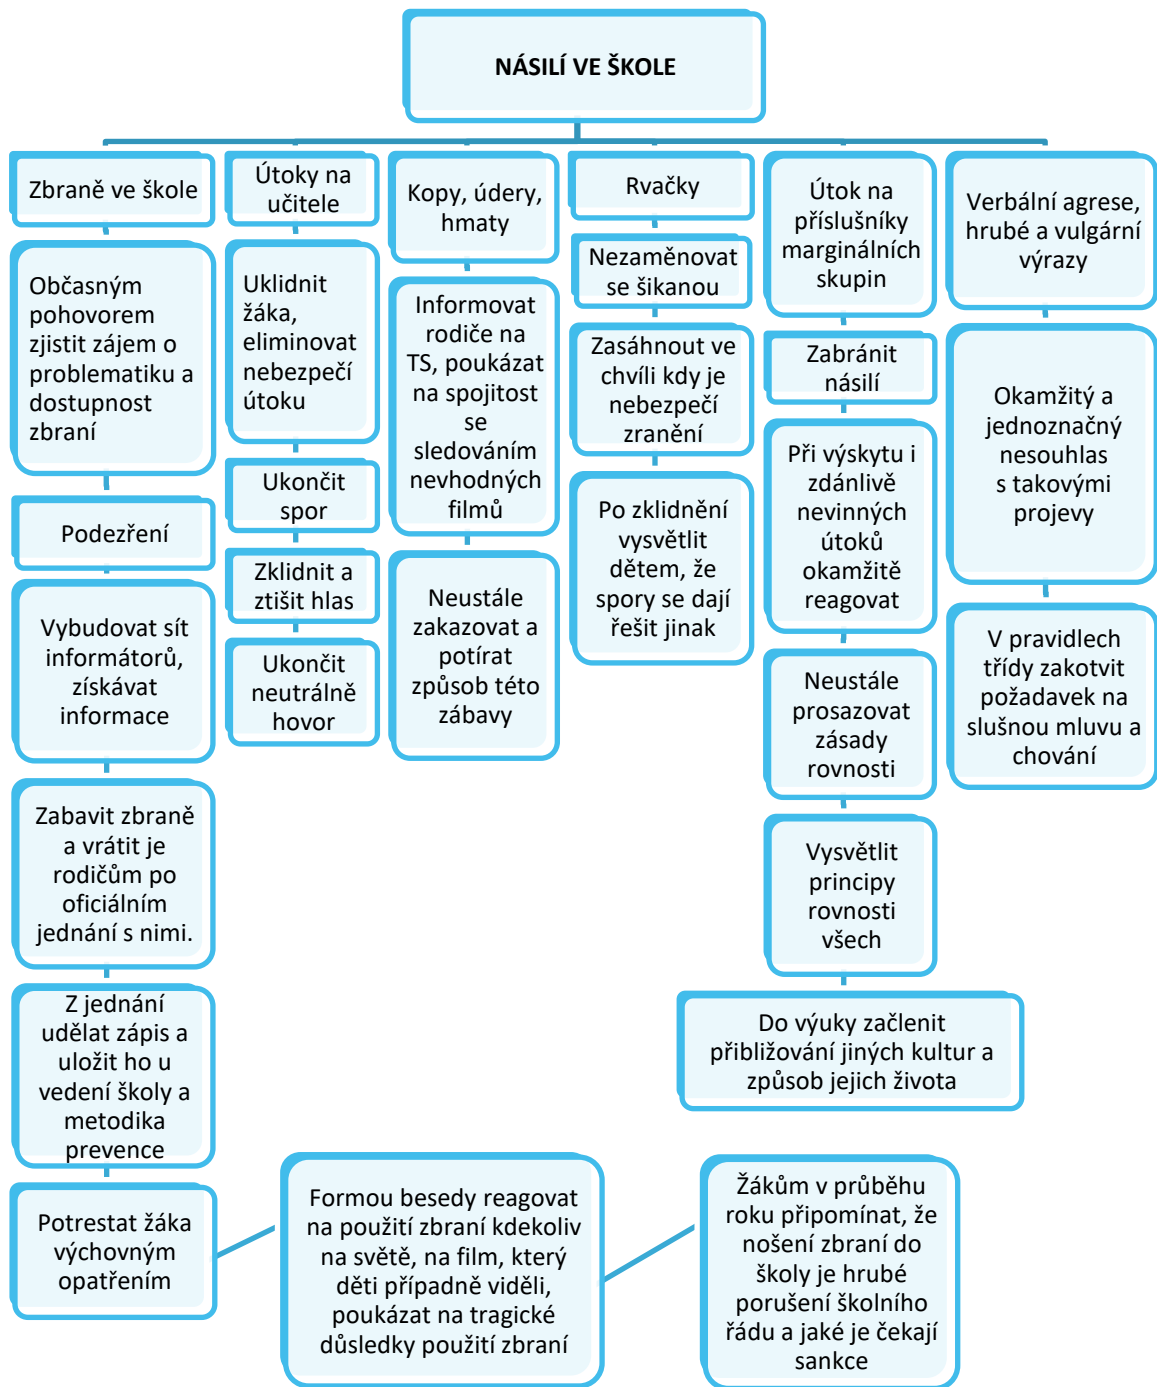 NÁSILÍ VE ŠKOLE
Zbraně ve škole
Občasným
pohovorem
zjistit zájem o
problematiku a
dostupnost
zbraní
Podezření
Vybudovat sít
informátorů,
získávat
informace
Zabavit zbraně
a vrátit je
rodičům po
oficiálním
jednání s nimi.
Z jednání
udělat zápis a
uložit ho u
vedení školy a
metodika
prevence
Potrestat žáka
výchovným
opatřením
Formou besedy reagovat
na použití zbraní kdekoliv
na světě, na film, který
děti případně viděli,
poukázat na tragické
důsledky použití zbraní
Žákům v průběhu
roku připomínat, že
nošení zbraní do
školy je hrubé
porušení školního
řádu a jaké je čekají
sankce
Útoky na
učitele
Uklidnit
žáka,
eliminovat
nebezpečí
útoku
Ukončit
spor
Zklidnit a
ztišit hlas
Ukončit
neutrálně
hovor
Kopy, údery,
hmaty
Informovat
rodiče na
TS, poukázat
na spojitost
se
sledováním
nevhodných
filmů
Neustále
zakazovat a
potírat
způsob této
zábavy
Rvačky
Nezaměnovat
se šikanou
Zasáhnout ve
chvíli kdy je
nebezpečí
zranění
Po zklidnění
vysvětlit
dětem, že
spory se dají
řešit jinak
Útok na
příslušníky
marginálních
skupin
Zabránit
násilí
Při výskytu i
zdánlivě
nevinných
útoků
okamžitě
reagovat
Neustále
prosazovat
zásady
rovnosti
Vysvětlit
principy
rovnosti
všech
Do výuky začlenit
přibližování jiných kultur a
způsob jejich života
Verbální agrese,
hrubé a vulgární
výrazy
Okamžitý a
jednoznačný
nesouhlas
s takovými
projevy
V pravidlech
třídy zakotvit
požadavek na
slušnou mluvu a
chování